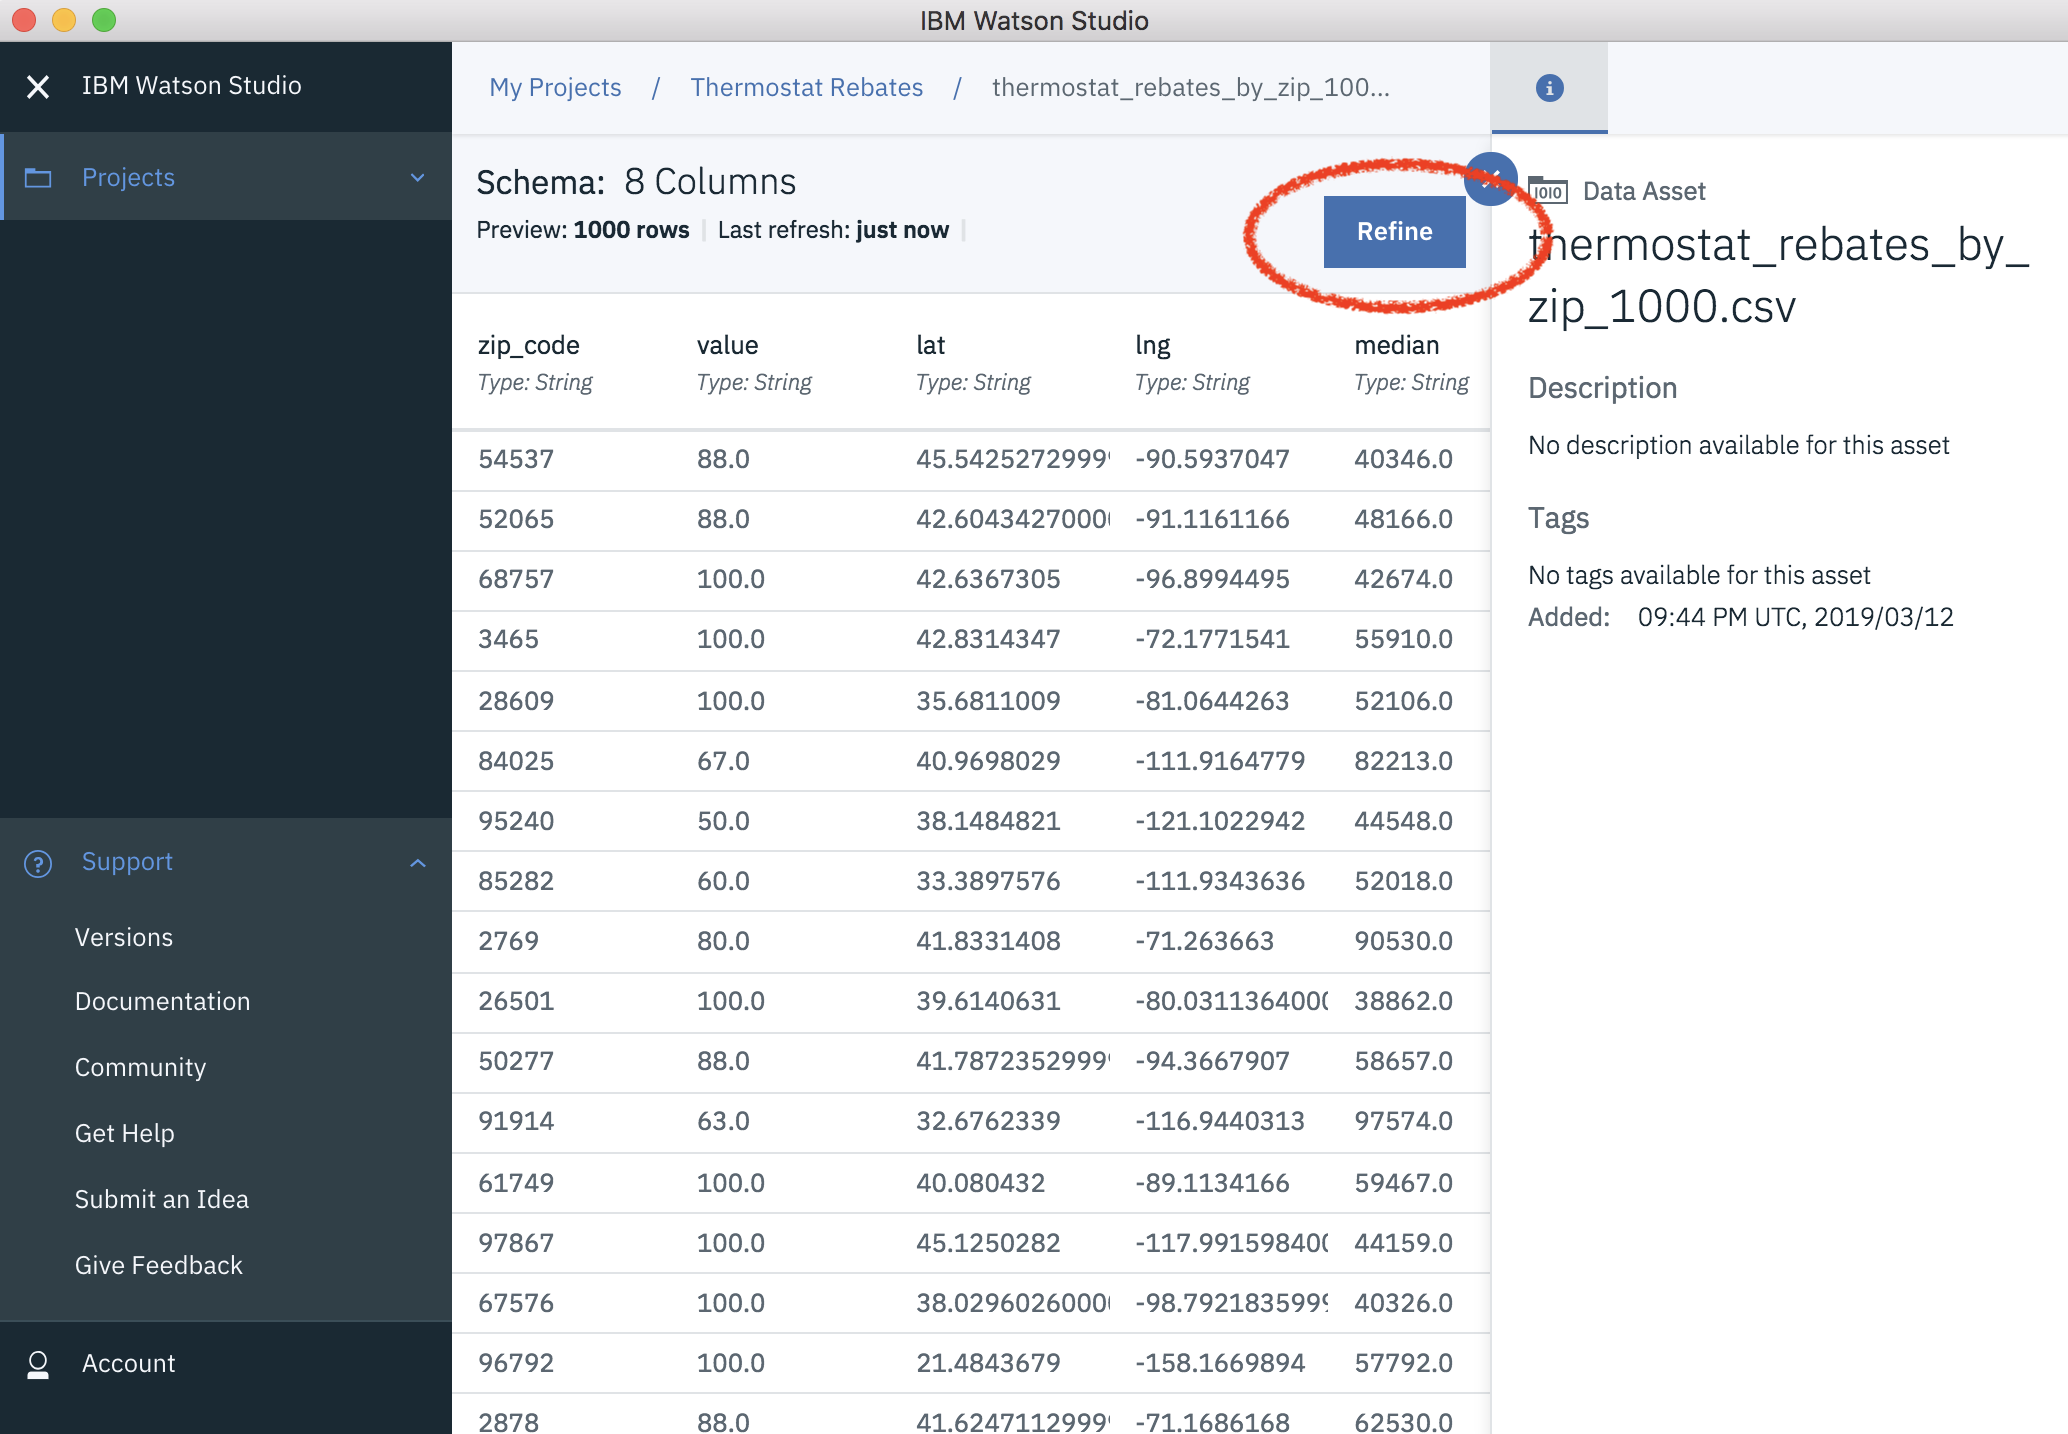 IBM Watson Studio
IBM Watson Studio
Projects
Support
Versions
Documentation
Community
Get Help
Submit an Idea
Give Feedback
Account
My Projects / Thermostat Rebates / thermostat_rebates_by_zip_100...
Schema: 8 Columns
Preview: 1000 rows | Last refresh: just now |
Refine
zip_code value lat lng median
Type: String Type: String Type: String Type: String Type: String
54537 88.0 45.5425272999 -90.5937047 40346.0
52065 88.0 42.6043427000 -91.1161166 48166.0
68757 100.0 42.6367305 -96.8994495 42674.0
3465 100.0 42.8314347 -72.1771541 55910.0
28609 100.0 35.6811009 -81.0644263 52106.0
84025 67.0 40.9698029 -111.9164779 82213.0
95240 50.0 38.1484821 -121.1022942 44548.0
85282 60.0 33.3897576 -111.9343636 52018.0
2769 80.0 41.8331408 -71.263663 90530.0
26501 100.0 39.6140631 -80.031136400 38862.0
50277 88.0 41.7872352999 -94.3667907 58657.0
91914 63.0 32.6762339 -116.9440313 97574.0
61749 100.0 40.080432 -89.1134166 59467.0
97867 100.0 45.1250282 -117.99159840 44159.0
67576 100.0 38.0296026000 -98.792183599 40326.0
96792 100.0 21.4843679 -158.1669894 57792.0
2878 88.0 41.6247112999 -71.1686168 62530.0
1010 Data Asset
thermostat_rebates_by_
zip_1000.csv
Description
No description available for this asset
Tags
No tags available for this asset
Added: 09:44 PM UTC, 2019/03/12